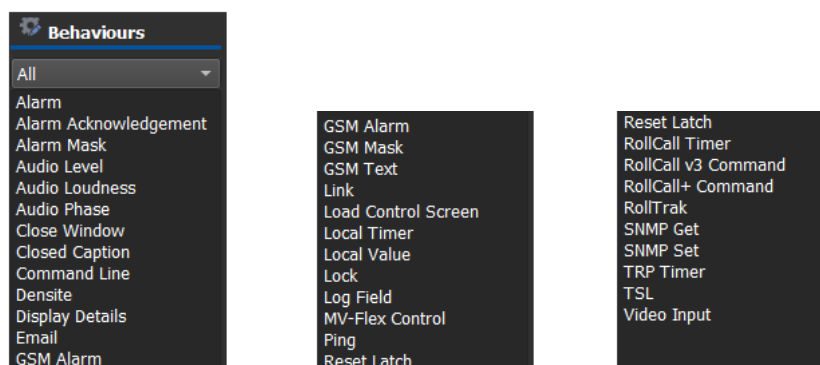 Behaviours
All
Alarm
Alarm Acknowledgement
Alarm Mask
Audio Level
Audio Loudness
Audio Phase
Close Window
Closed Caption
Command Line
Densite
Display Details
Email
GSM Alarm
GSM Alarm
GSM Mask
GSM Text
Link
Load Control Screen
Local Timer
Local Value
Lock
Log Field
MV-Flex Control
Ping
Reset Latch
Reset Latch
RollCall Timer
RollCall v3 Command
RollCall+ Command
RollTrak
SNMP Get
SNMP Set
TRP Timer
TSL
Video Input